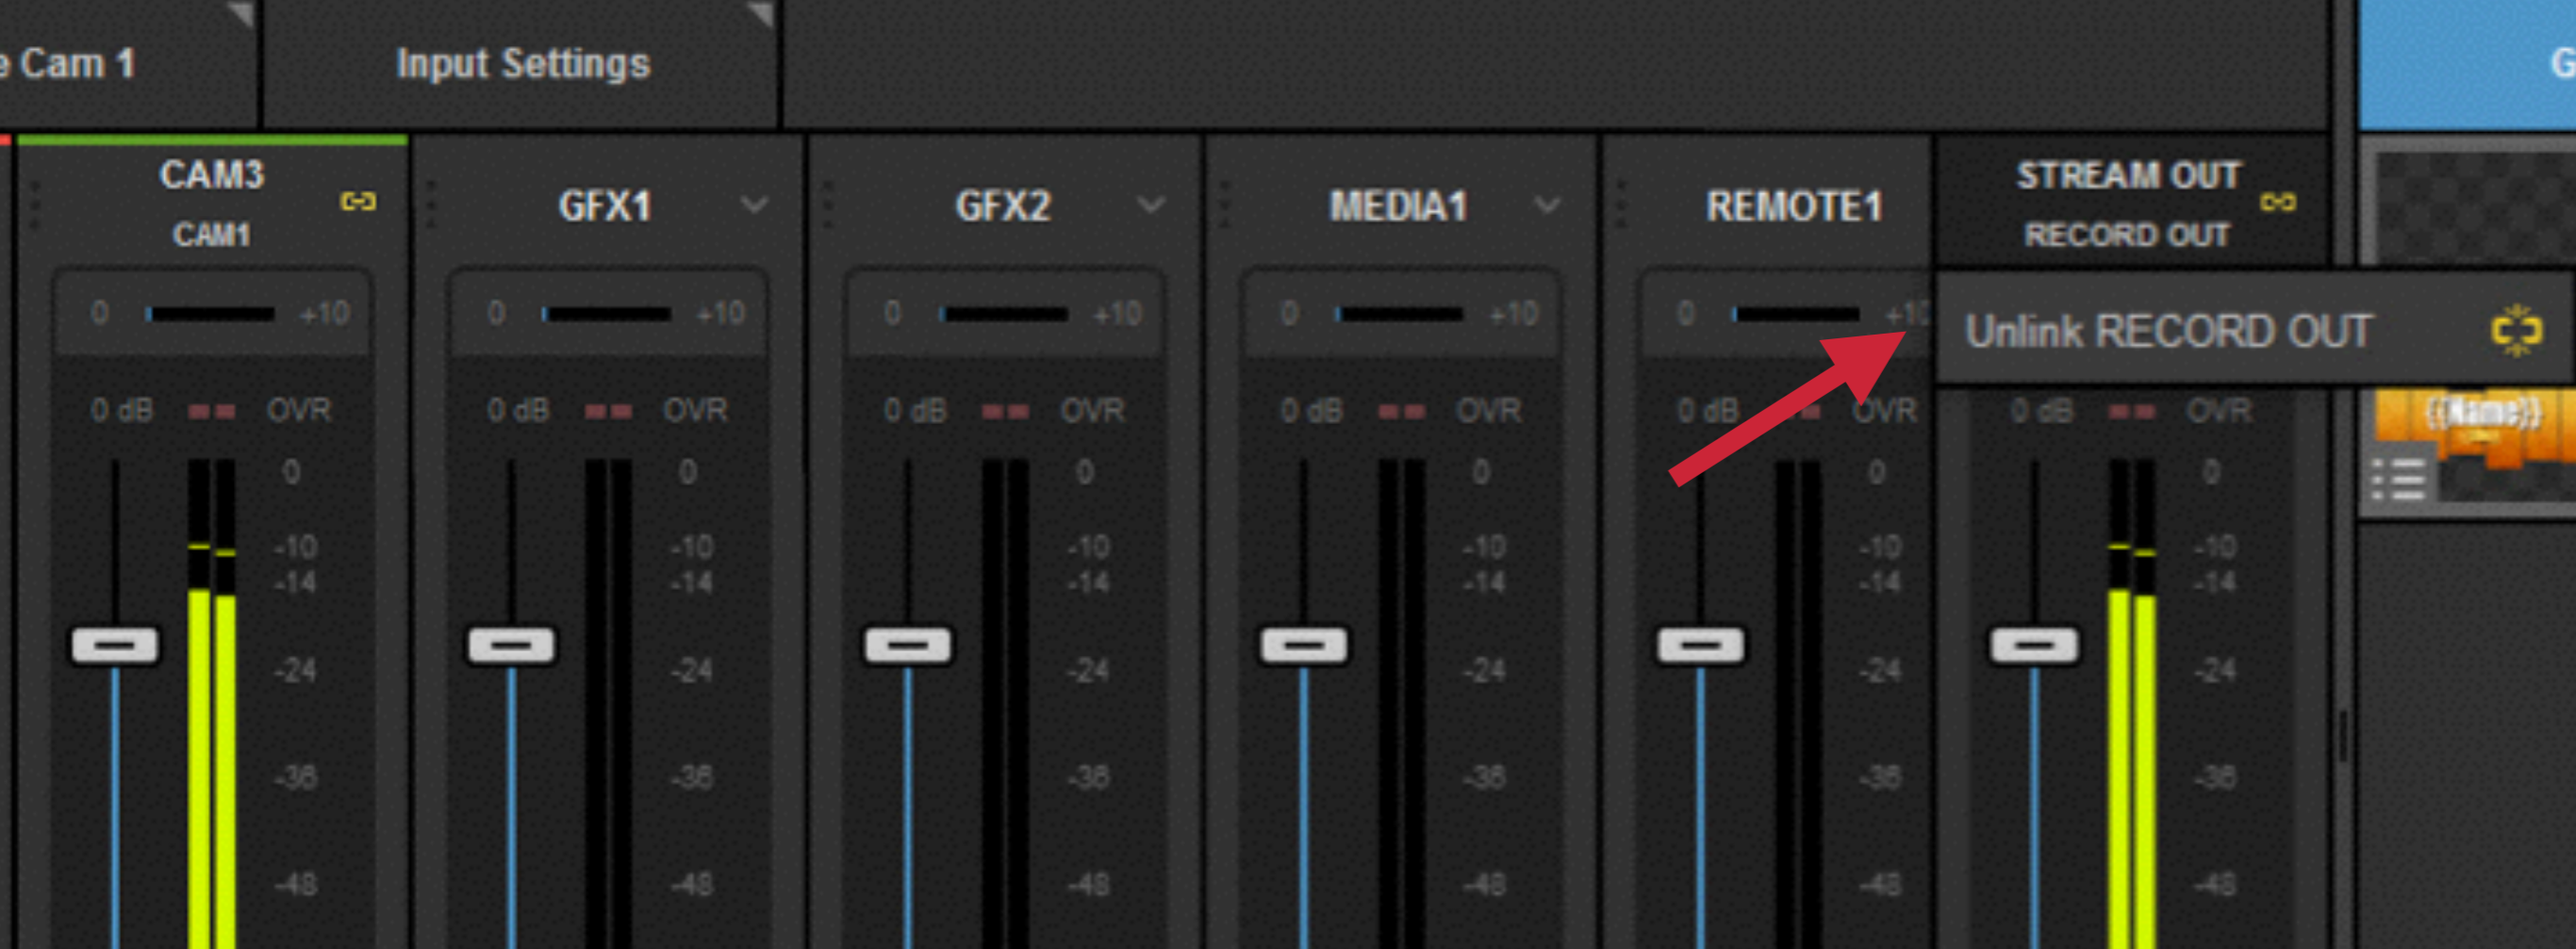 e Cam 1
Input Settings
G
CAM3
CAM1
GFX1
GFX2
MEDIA1
REMOTE1
STREAM OUT
RECORD OUT
0 +10
0 +10
0 +10
0 +10
0 +10
Unlink RECORD OUT
0 dB OVR
0 dB OVR
0 dB OVR
0 dB OVR
0 dB OVR
0 dB OVR
{{Name}}
0
-10
-14
-24
-36
-48
0
-10
-14
-24
-36
-48
0
-10
-14
-24
-36
-48
0
-10
-14
-24
-36
-48
0
-10
-14
-24
-36
-48
0
-10
-14
-24
-36
-48